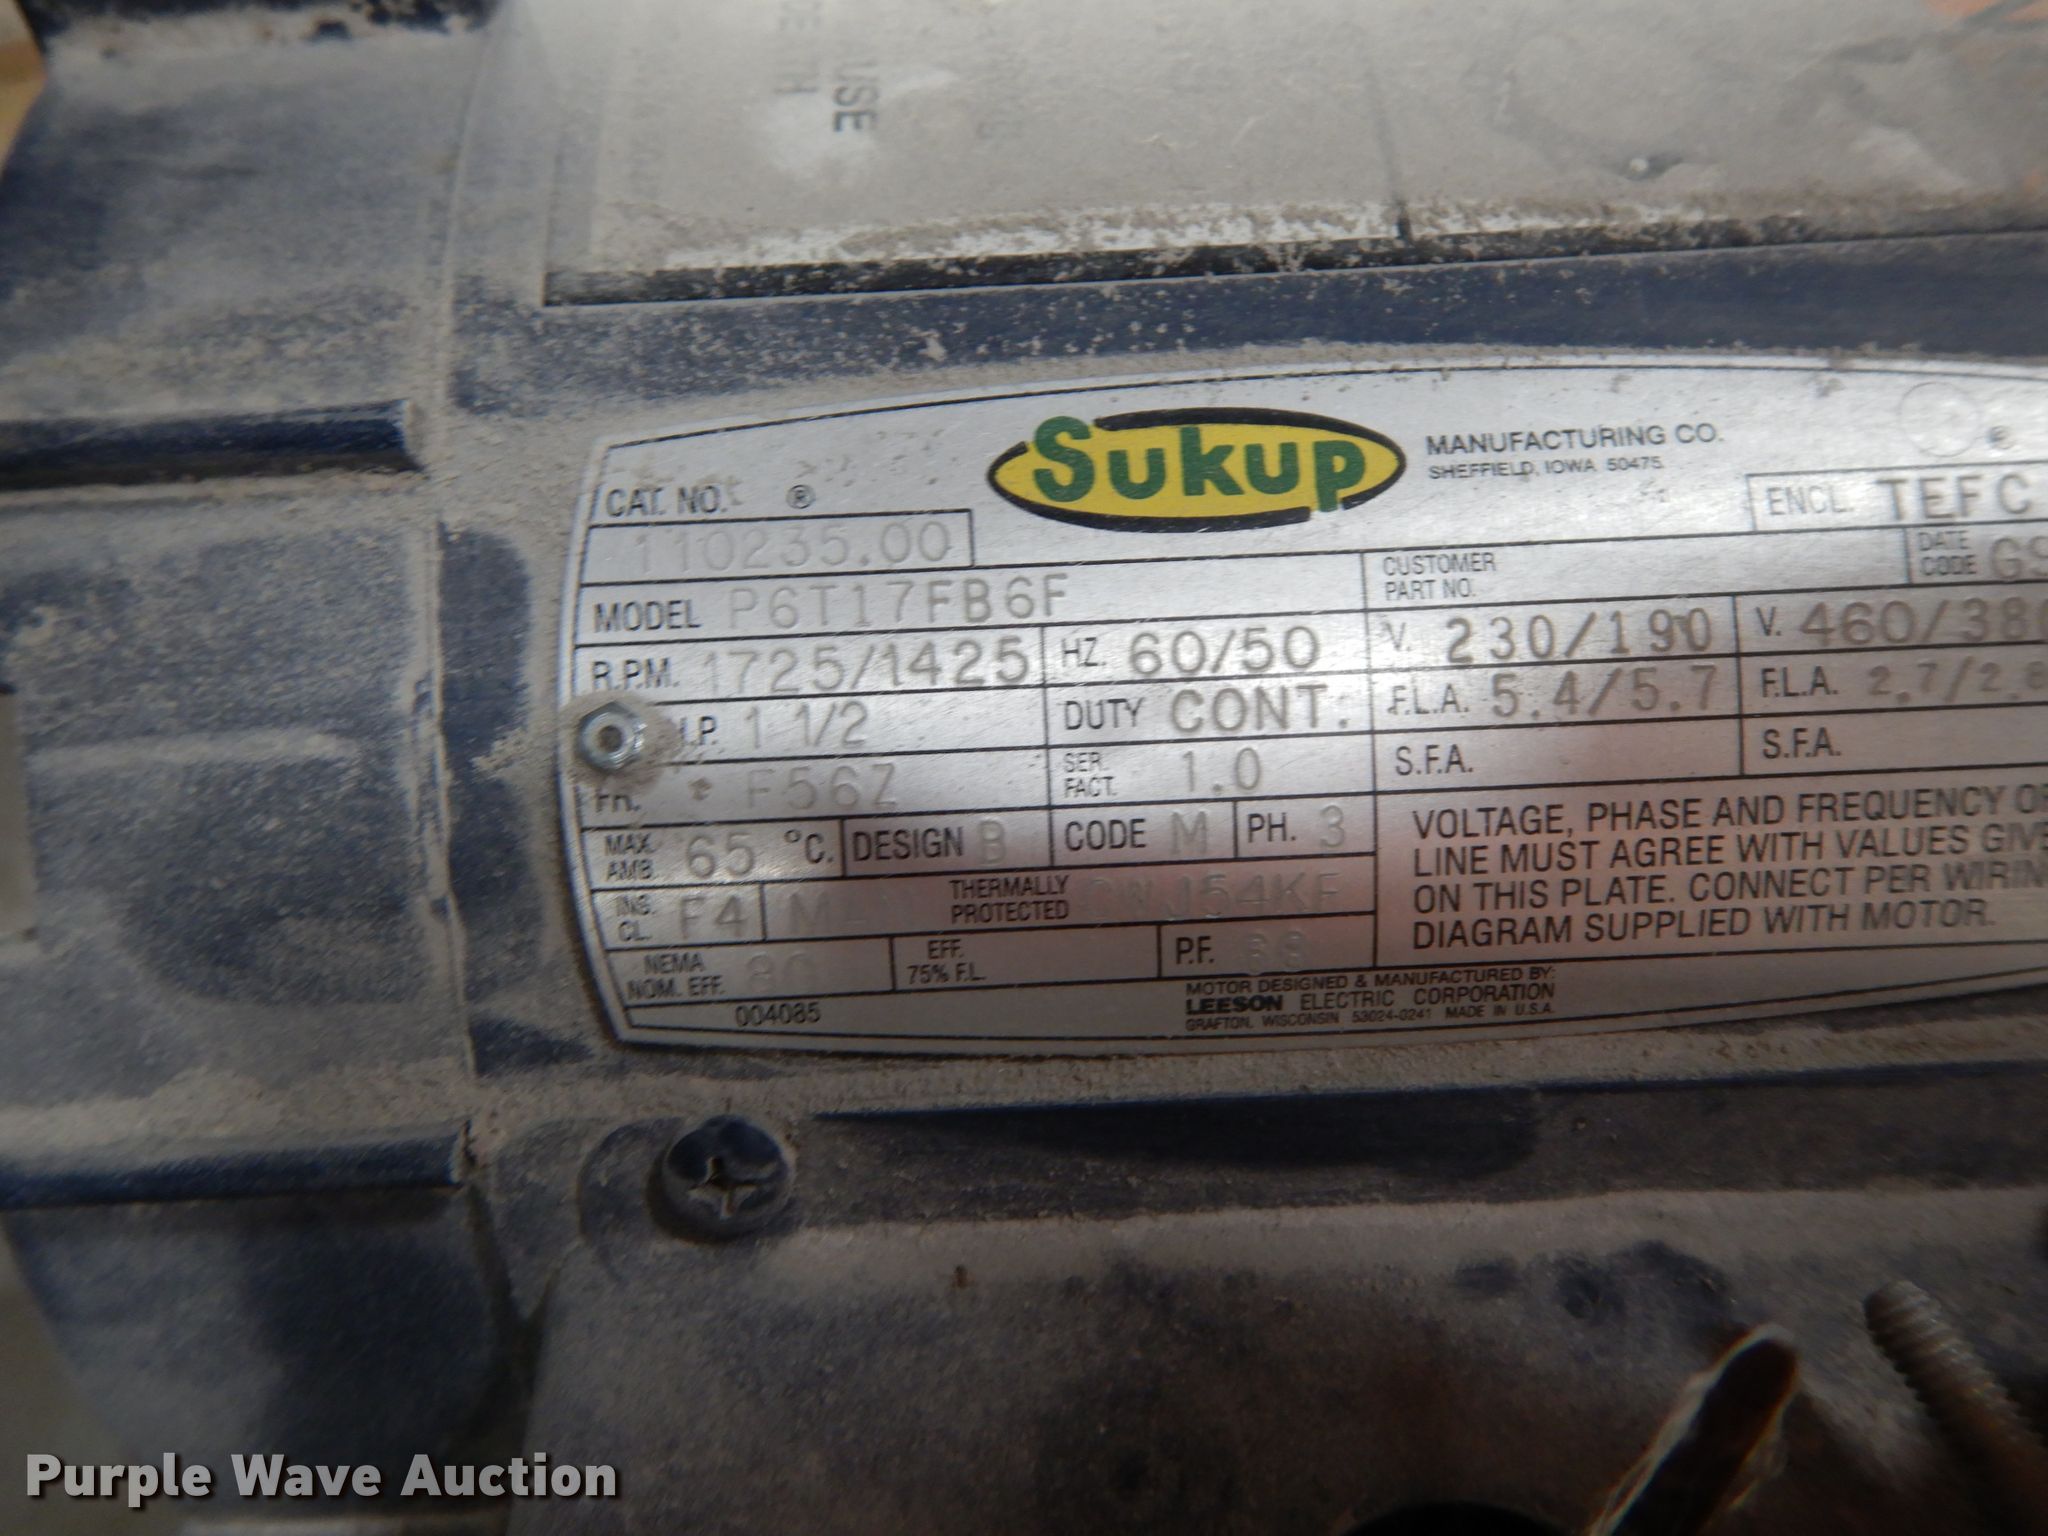 USE
CAT. NO. ®
110235.00
Sukup
MANUFACTURING CO.
SHEFFIELD, IOWA 50475
ENCL. TEFC
MODEL P6T17FB6F
CUSTOMER PART NO.
DATE CODE
R.P.M. 1725/1425 HZ. 60/50 V. 230/190 V. 460/38
1 1/2 DUTY CONT. F.L.A. 5.4/5.7 F.L.A. 2.7/2.8
FR. F56Z SER. FACT. 1.0 S.F.A. S.F.A.
MAX. AMB. 65 °C. DESIGN B CODE M PH. 3
INS. CL. F4 THERMALLY PROTECTED
NEMA NOM. EFF. EFF. 75% F.L. P.F.
VOLTAGE, PHASE AND FREQUENCY
LINE MUST AGREE WITH VALUES
ON THIS PLATE. CONNECT PER
DIAGRAM SUPPLIED WITH MOTOR.
MOTOR DESIGNED & MANUFACTURED BY:
LEESON ELECTRIC CORPORATION
GRAFTON, WISCONSIN 53024-0241 MADE IN U.S.A.
004085
Purple Wave Auction